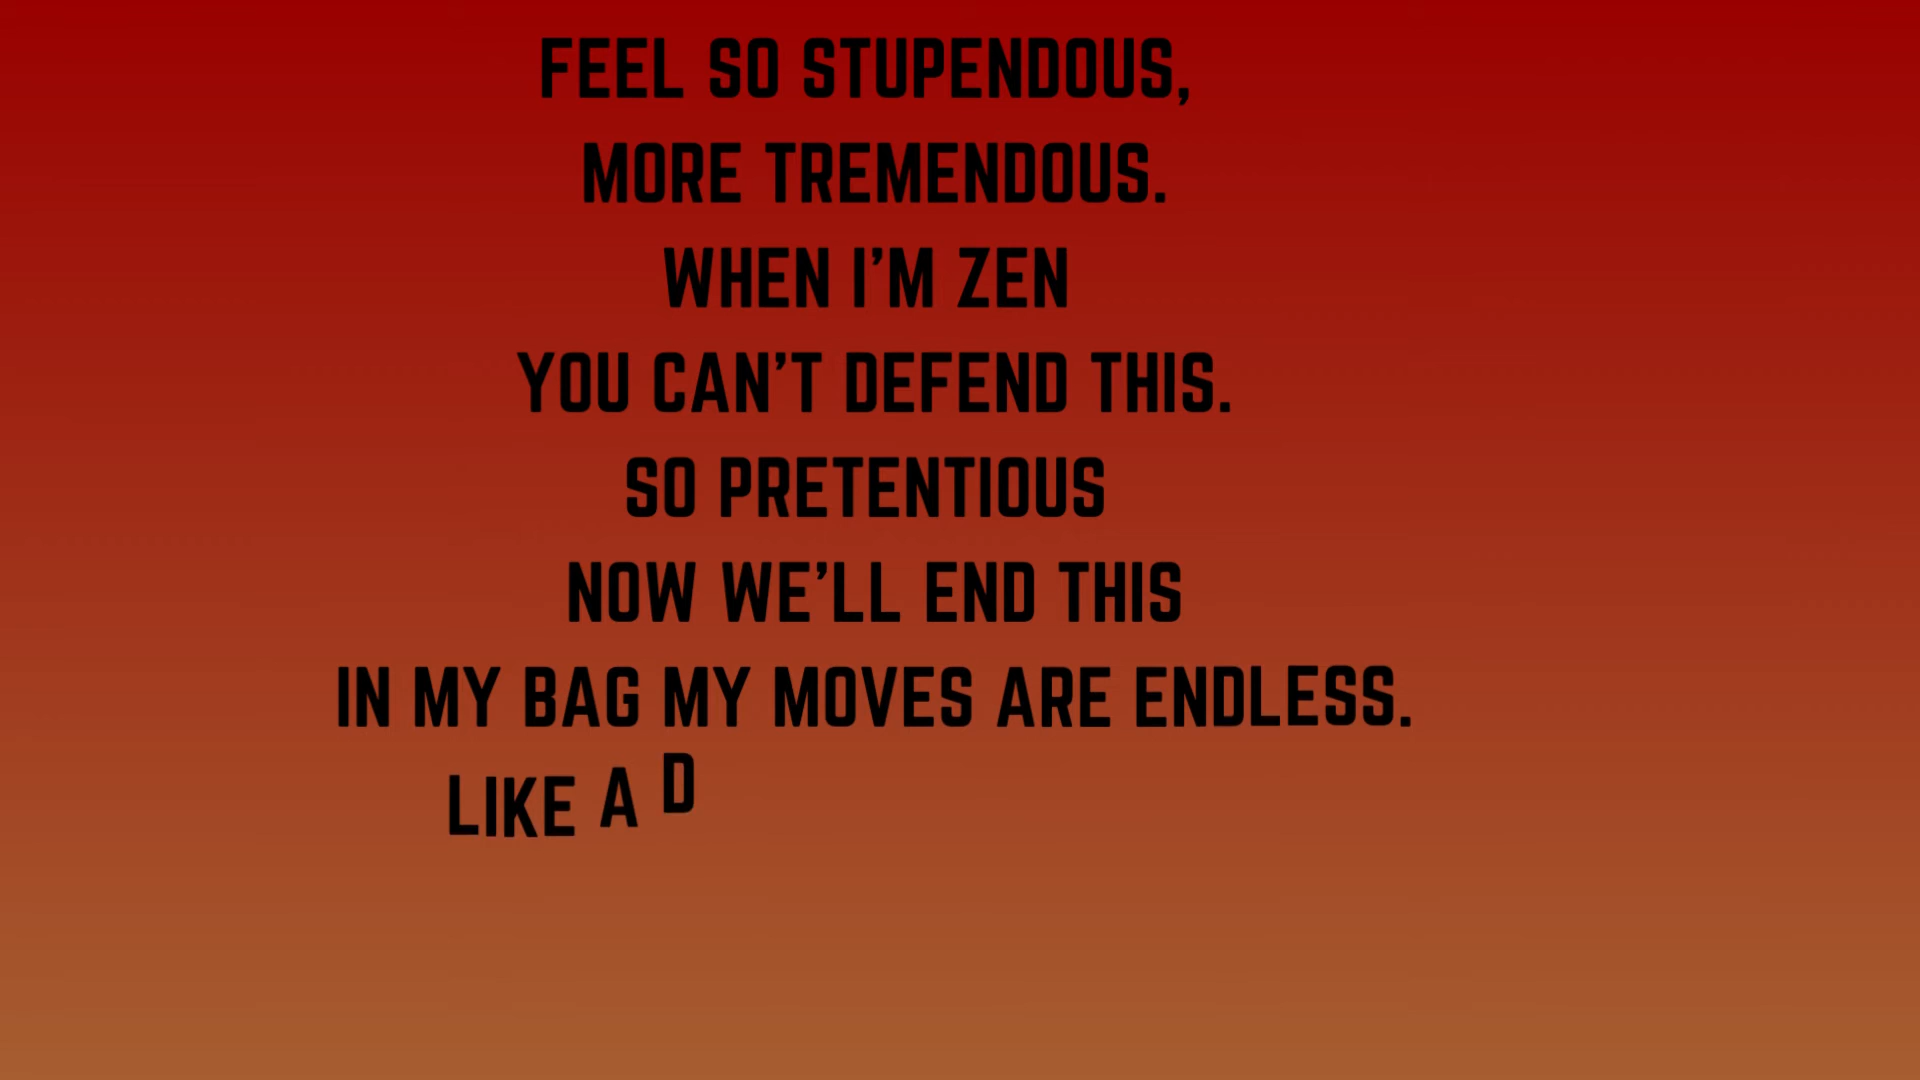 FEEL SO STUPENDOUS,
MORE TREMENDOUS.
WHEN I’M ZEN
YOU CAN’T DEFEND THIS.
SO PRETENTIOUS
NOW WE’LL END THIS
IN MY BAG MY MOVES ARE ENDLESS.
LIKE A D